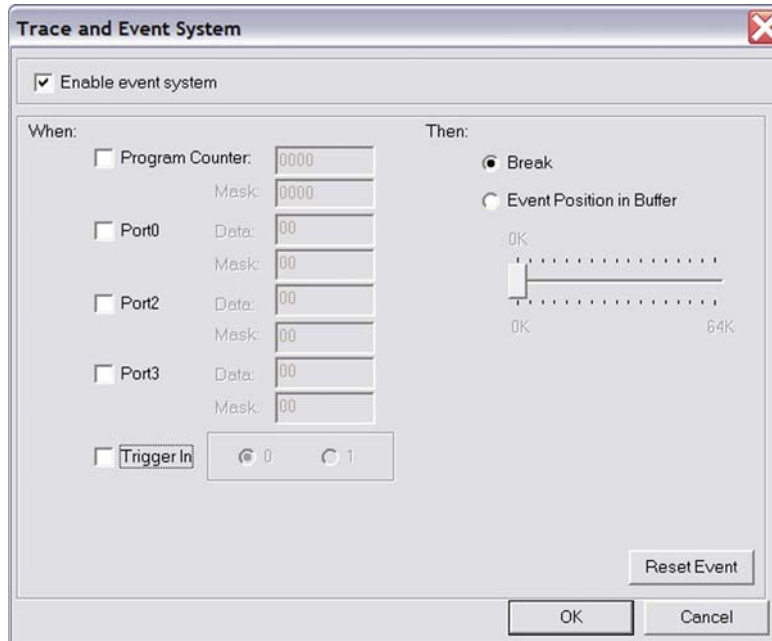 Trace and Event System
Enable event system
When:
Program Counter: 0000
Mask: 0000
Port0 Data: 00
Mask: 00
Port2 Data: 00
Mask: 00
Port3 Data: 00
Mask: 00
Trigger In 0 1
Then:
Break
Event Position in Buffer
0K
0K 64K
Reset Event
OK Cancel